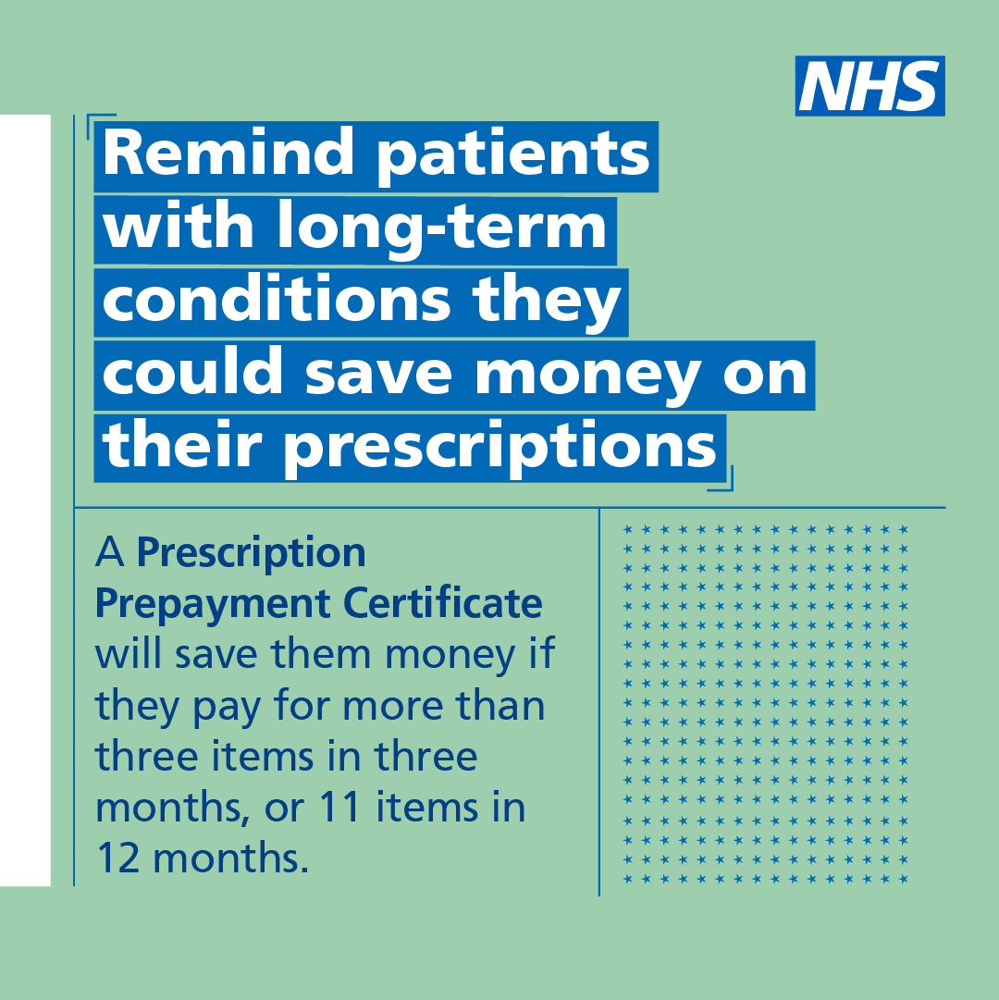 NHS
Remind patients
with long-term
conditions they
could save money on
their prescriptions
A Prescription
Prepayment Certificate
will save them money if
they pay for more than
three items in three
months, or 11 items in
12 months.